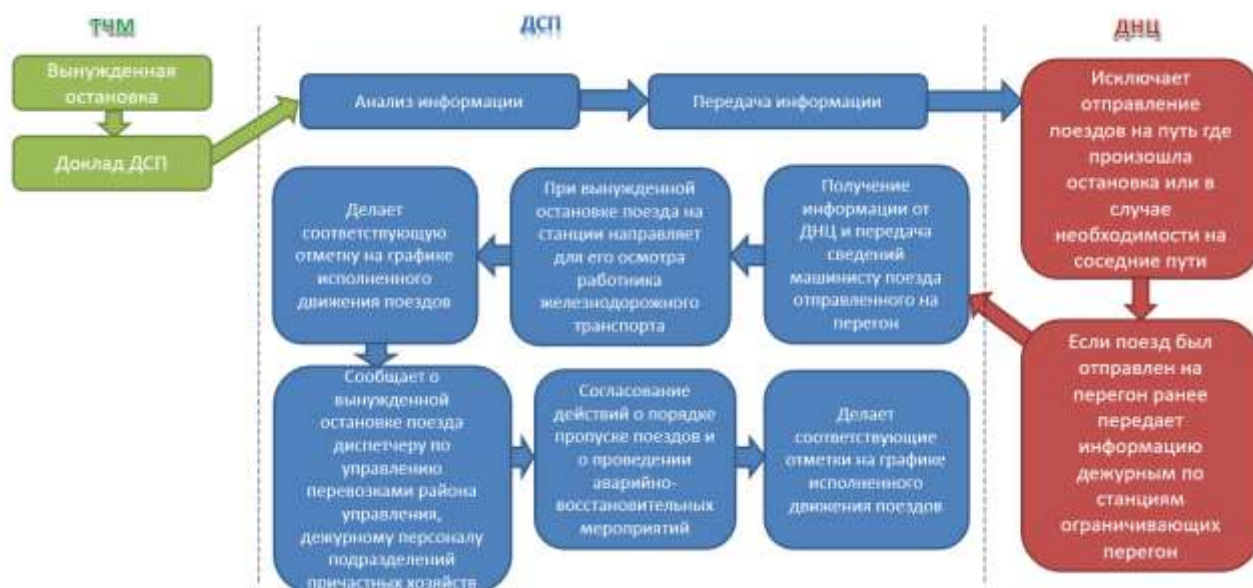 ТЧМ
Вынужденная
остановка
Доклад ДСП
ДСП
Анализ информации
Передача информации
ДНЦ
Исключает
отправление
поездов на путь где
произошла
остановка или в
случае
необходимости на
соседние пути
Если поезд был
отправлен на
перегон ранее
передает
информацию
дежурным по
станциям
ограничивающих
перегон
Получение
информации от
ДНЦ и передача
сведений
машинисту поезда
отправленного на
перегон
При вынужденной
остановке поезда на
станции направляет
для его осмотра
работника
железнодорожного
транспорта
Делает
соответствующую
отметку на графике
исполненного
движения поездов
Сообщает о
вынужденной
остановке поезда
диспетчеру по
управлению
перевозками района
управления,
дежурному персоналу
подразделений
причастных хозяйств
Согласование
действий о порядке
пропуске поездов и
о проведении
аварийно-
восстановительных
мероприятий
Делает
соответствующие
отметки на графике
исполненного
движения поездов